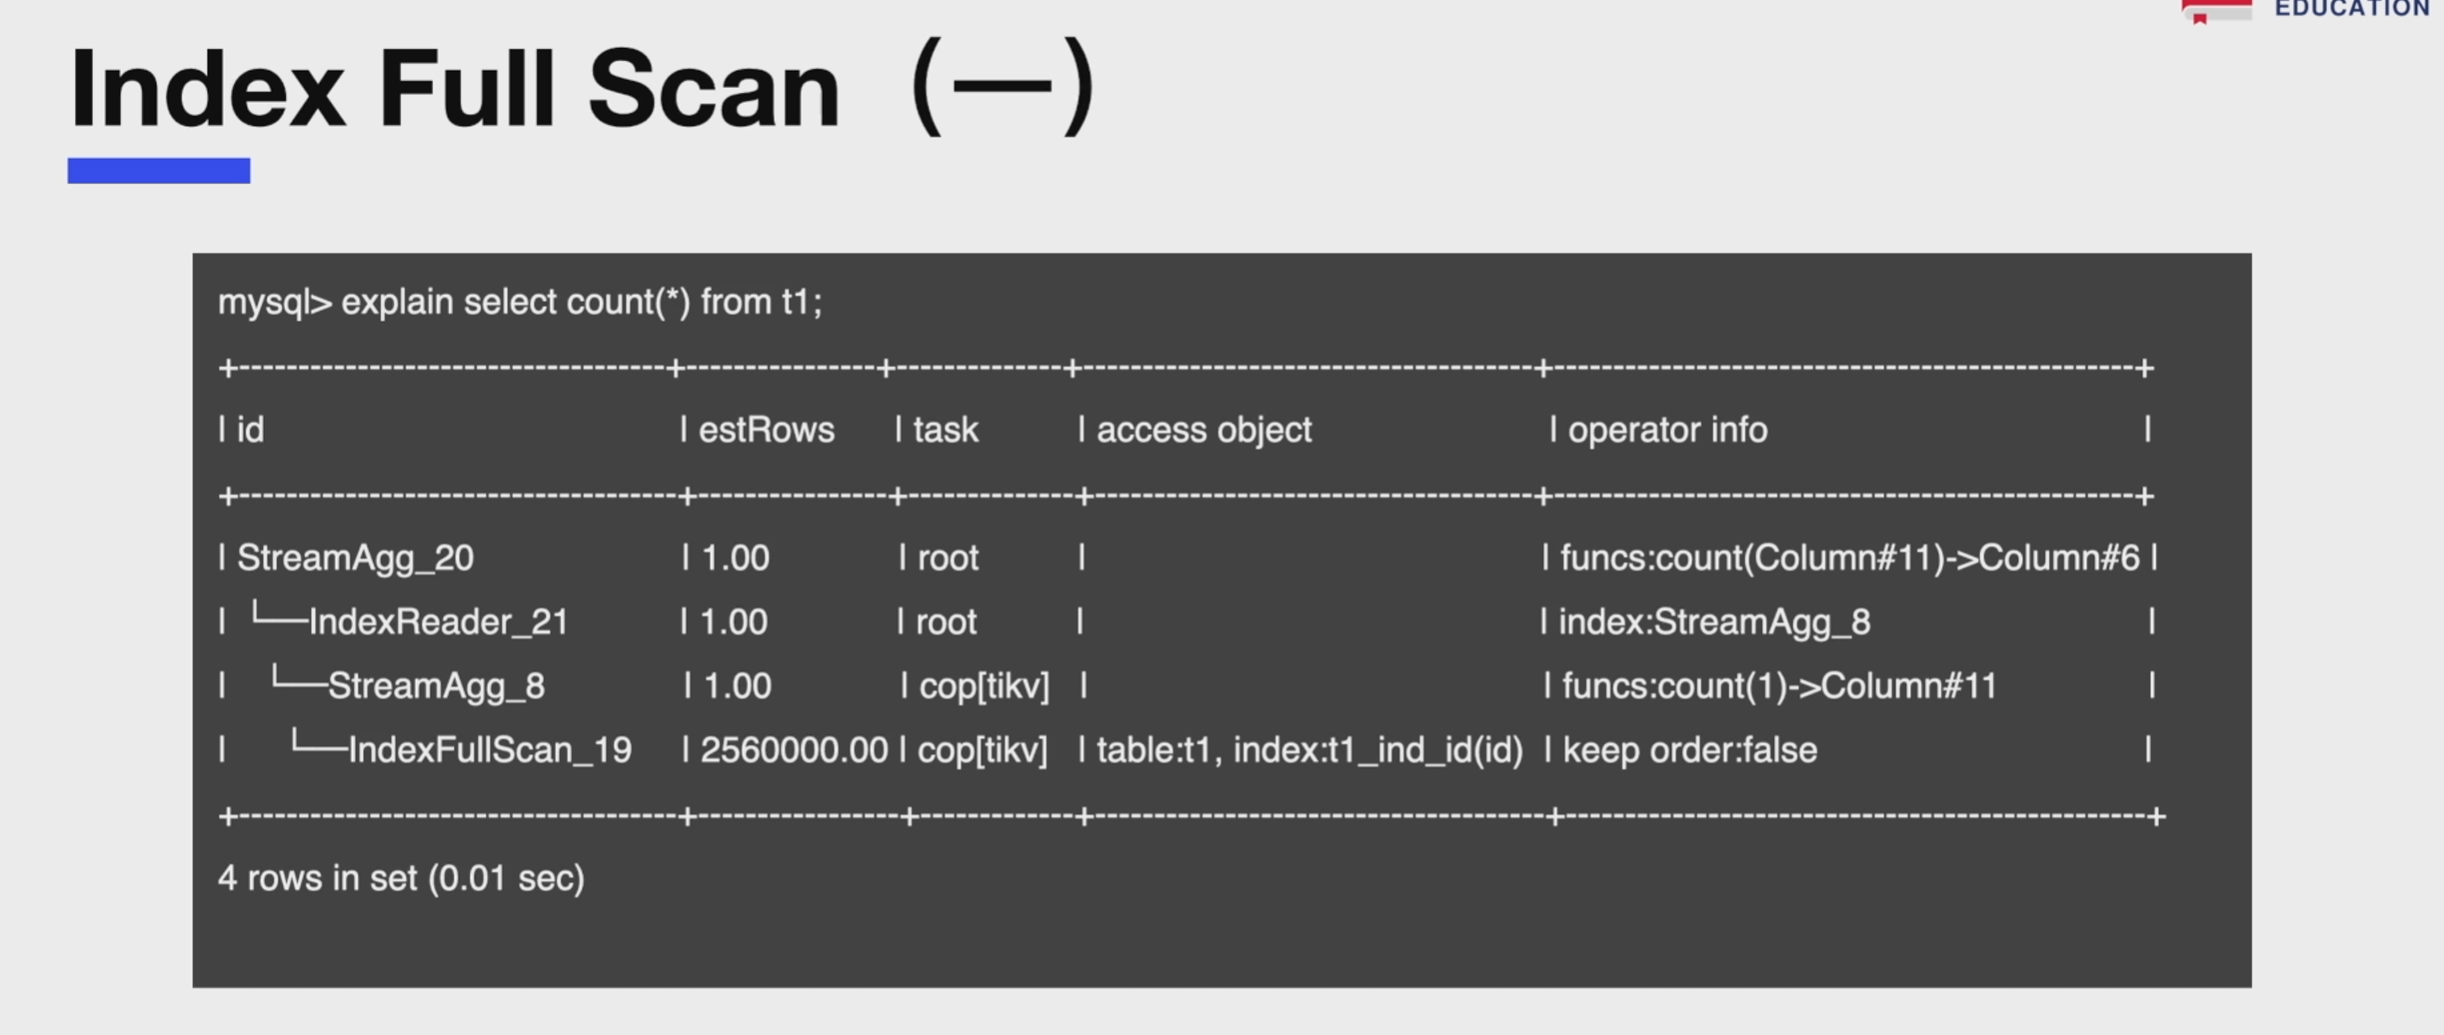 EDUCATION
Index Full Scan（一）
mysql> explain select count(*) from t1;
+-----------------------------------+---------------+-------------+-----------------------------------+--------------------------------------------+
| id | estRows | task | access object | operator info |
+-----------------------------------+---------------+-------------+-----------------------------------+--------------------------------------------+
| StreamAgg_20 | 1.00 | root | | funcs:count(Column#11)->Column#6 |
| └──IndexReader_21 | 1.00 | root | | index:StreamAgg_8 |
| └──StreamAgg_8 | 1.00 | cop[tikv] | | funcs:count(1)->Column#11 |
| └──IndexFullScan_19 | 2560000.00 | cop[tikv] | table:t1, index:t1_ind_id(id) | keep order:false |
+-----------------------------------+---------------+-------------+-----------------------------------+--------------------------------------------+
4 rows in set (0.01 sec)